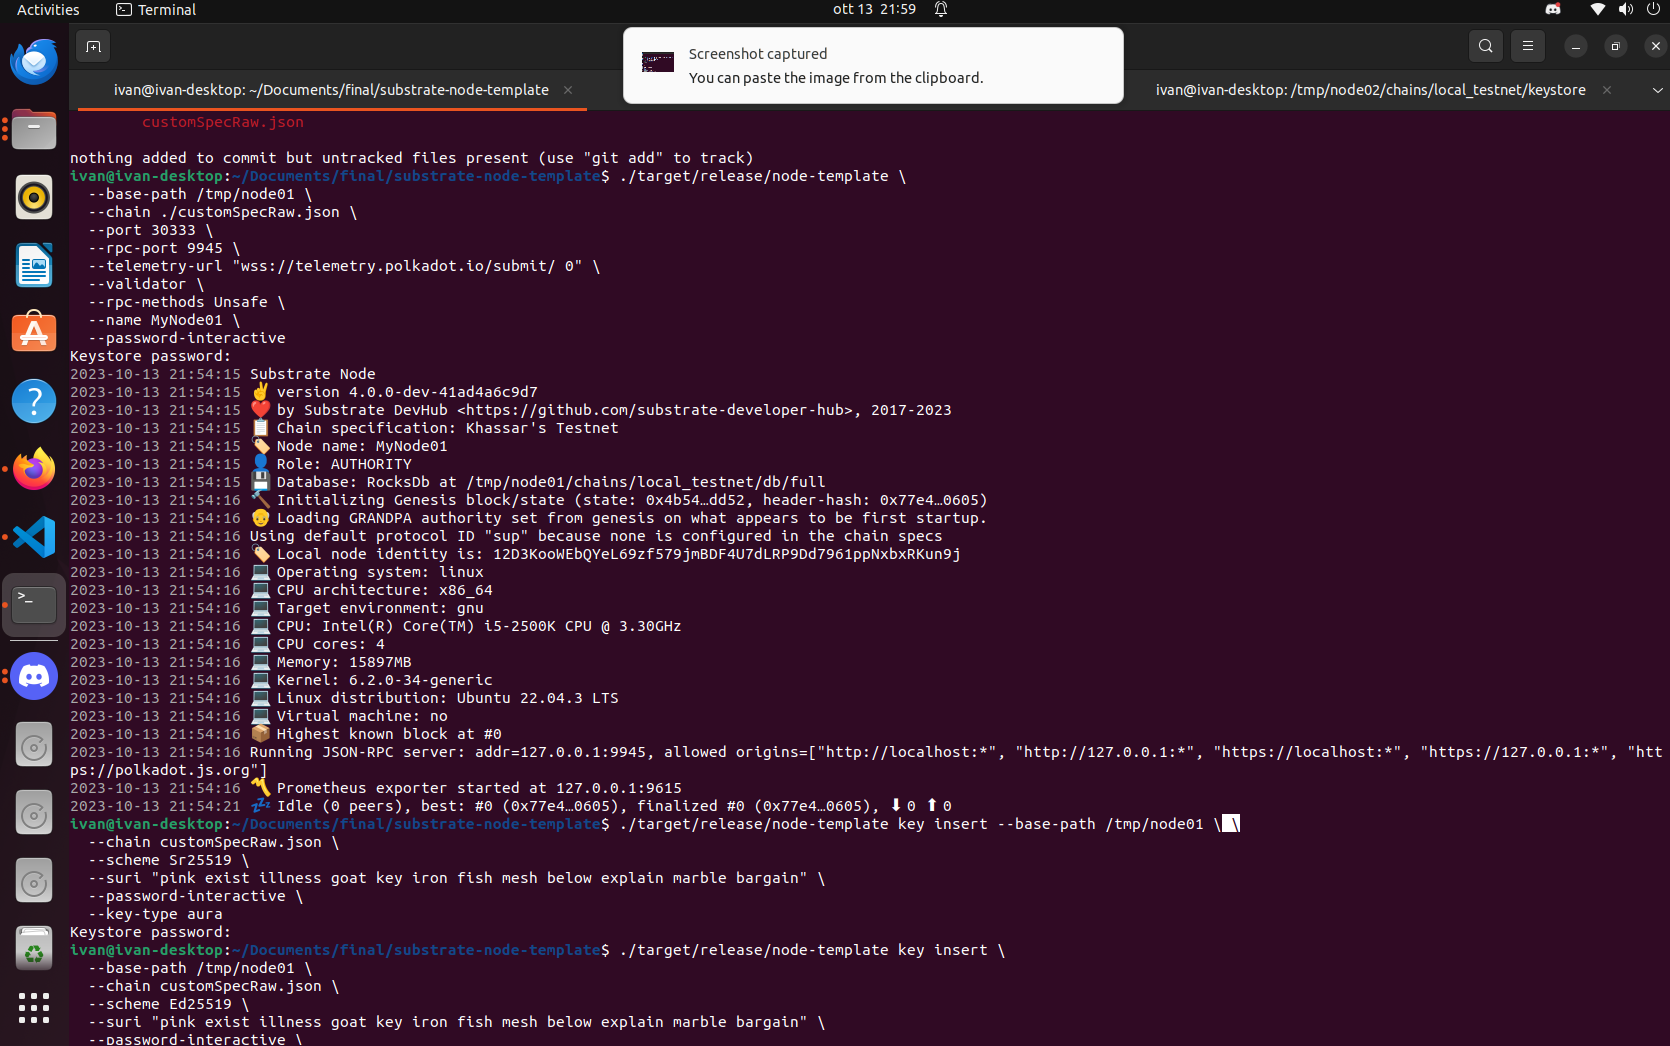 Activities
Terminal
ott 13 21:59
Screenshot captured
You can paste the image from the clipboard.
ivan@ivan-desktop: ~/Documents/final/substrate-node-template
ivan@ivan-desktop: /tmp/node02/chains/local_testnet/keystore
customSpecRaw.json
nothing added to commit but untracked files present (use "git add" to track)
ivan@ivan-desktop:~/Documents/final/substrate-node-template$ ./target/release/node-template \
--base-path /tmp/node01 \
--chain ./customSpecRaw.json \
--port 30333 \
--rpc-port 9945 \
--telemetry-url "wss://telemetry.polkadot.io/submit/ 0" \
--validator \
--rpc-methods Unsafe \
--name MyNode01 \
--password-interactive
Keystore password:
2023-10-13 21:54:15 Substrate Node
2023-10-13 21:54:15 ✌️ version 4.0.0-dev-41ad4a6c9d7
2023-10-13 21:54:15 ❤️ by Substrate DevHub <https://github.com/substrate-developer-hub>, 2017-2023
2023-10-13 21:54:15 📋 Chain specification: Khassar's Testnet
2023-10-13 21:54:15 🏷 Node name: MyNode01
2023-10-13 21:54:15 👤 Role: AUTHORITY
2023-10-13 21:54:15 💾 Database: RocksDb at /tmp/node01/chains/local_testnet/db/full
2023-10-13 21:54:16 🔨 Initializing Genesis block/state (state: 0x4b54…dd52, header-hash: 0x77e4…0605)
2023-10-13 21:54:16 👴 Loading GRANDPA authority set from genesis on what appears to be first startup.
2023-10-13 21:54:16 Using default protocol ID "sup" because none is configured in the chain specs
2023-10-13 21:54:16 🏷 Local node identity is: 12D3KooWEbQYeL69zf579jmBDF4U7dLRP9Dd7961ppNxbxRKun9j
2023-10-13 21:54:16 💻 Operating system: linux
2023-10-13 21:54:16 💻 CPU architecture: x86_64
2023-10-13 21:54:16 💻 Target environment: gnu
2023-10-13 21:54:16 💻 CPU: Intel(R) Core(TM) i5-2500K CPU @ 3.30GHz
2023-10-13 21:54:16 💻 CPU cores: 4
2023-10-13 21:54:16 💻 Memory: 15897MB
2023-10-13 21:54:16 💻 Kernel: 6.2.0-34-generic
2023-10-13 21:54:16 💻 Linux distribution: Ubuntu 22.04.3 LTS
2023-10-13 21:54:16 💻 Virtual machine: no
2023-10-13 21:54:16 📦 Highest known block at #0
2023-10-13 21:54:16 Running JSON-RPC server: addr=127.0.0.1:9945, allowed origins=["http://localhost:*", "http://127.0.0.1:*", "https://localhost:*", "https://127.0.0.1:*", "htt
ps://polkadot.js.org"]
2023-10-13 21:54:16 〽️ Prometheus exporter started at 127.0.0.1:9615
2023-10-13 21:54:21 💤 Idle (0 peers), best: #0 (0x77e4…0605), finalized #0 (0x77e4…0605), ⬇ 0 ⬆ 0
ivan@ivan-desktop:~/Documents/final/substrate-node-template$ ./target/release/node-template key insert --base-path /tmp/node01 \ \
--chain customSpecRaw.json \
--scheme Sr25519 \
--suri "pink exist illness goat key iron fish mesh below explain marble bargain" \
--password-interactive \
--key-type aura
Keystore password:
ivan@ivan-desktop:~/Documents/final/substrate-node-template$ ./target/release/node-template key insert \
--base-path /tmp/node01 \
--chain customSpecRaw.json \
--scheme Ed25519 \
--suri "pink exist illness goat key iron fish mesh below explain marble bargain" \
--password-interactive \